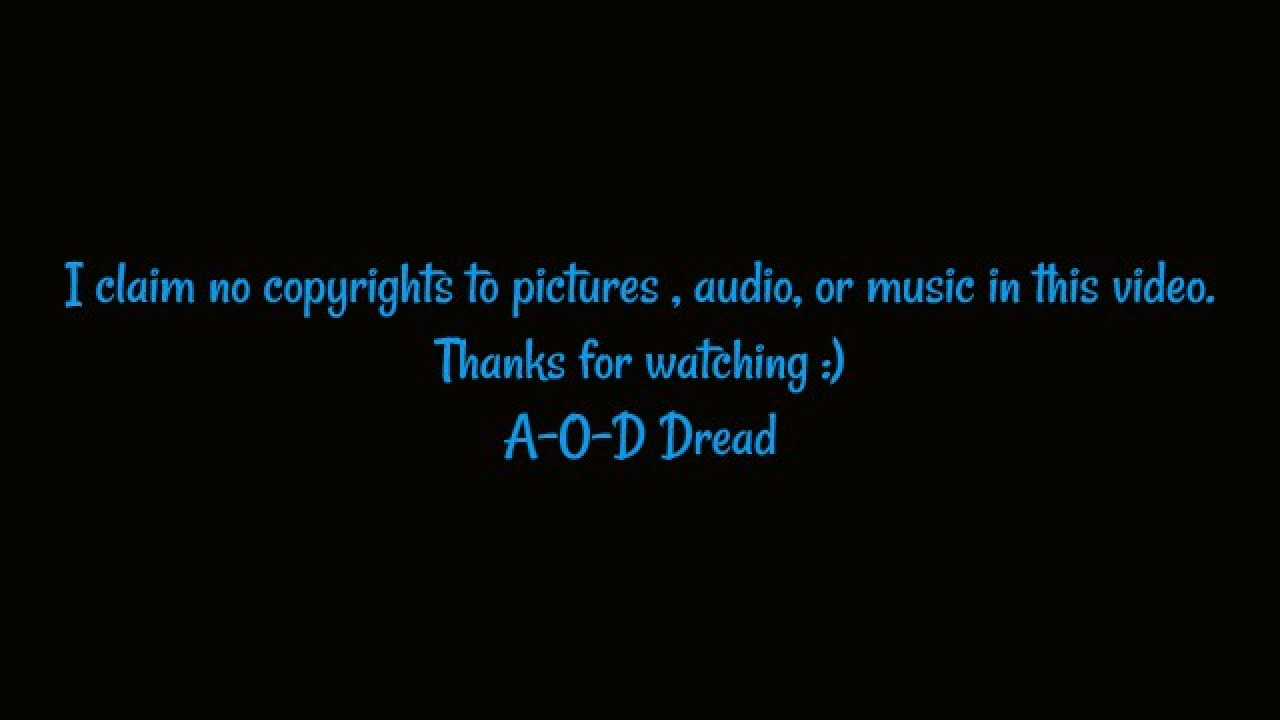 I claim no copyrights to pictures , audio, or music in this video.
Thanks for watching :)
A-O-D Dread